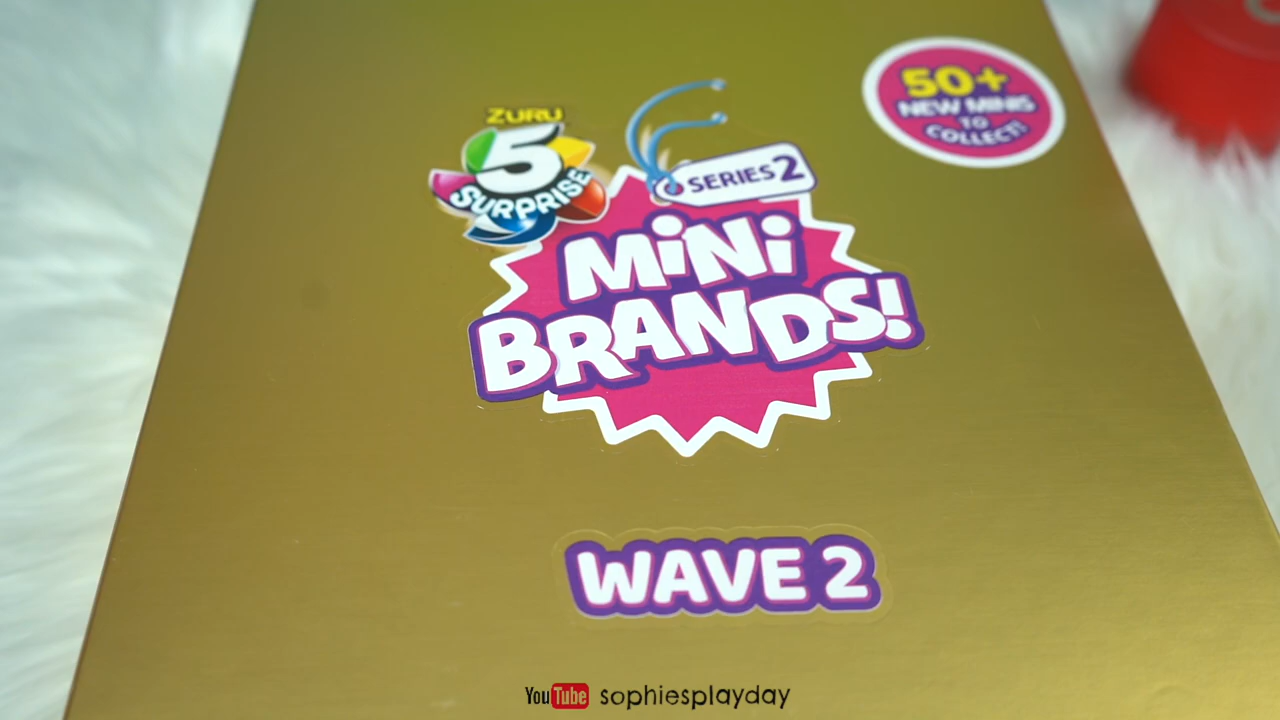 50+
NEW MINIS
TO
COLLECT!
ZURU
5
SURPRISE
SERIES 2
MiNi
BRANDS!
WAVE 2
YouTube sophiesplayday